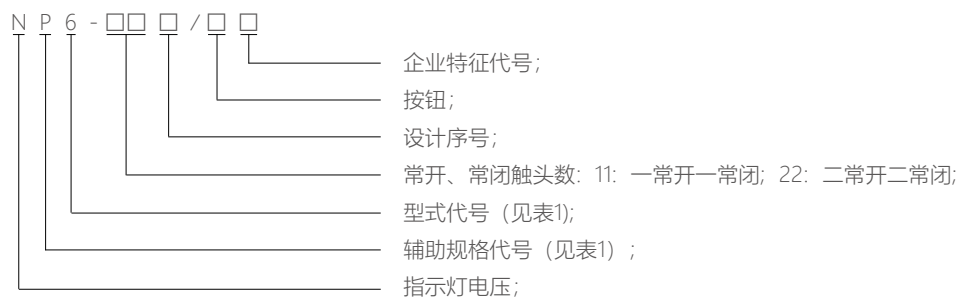 NP6-□□□/□□
企业特征代号;
按钮;
设计序号;
常开、常闭触头数: 11: 一常开一常闭; 22: 二常开二常闭;
型式代号 (见表1);
辅助规格代号 (见表1) ;
指示灯电压;